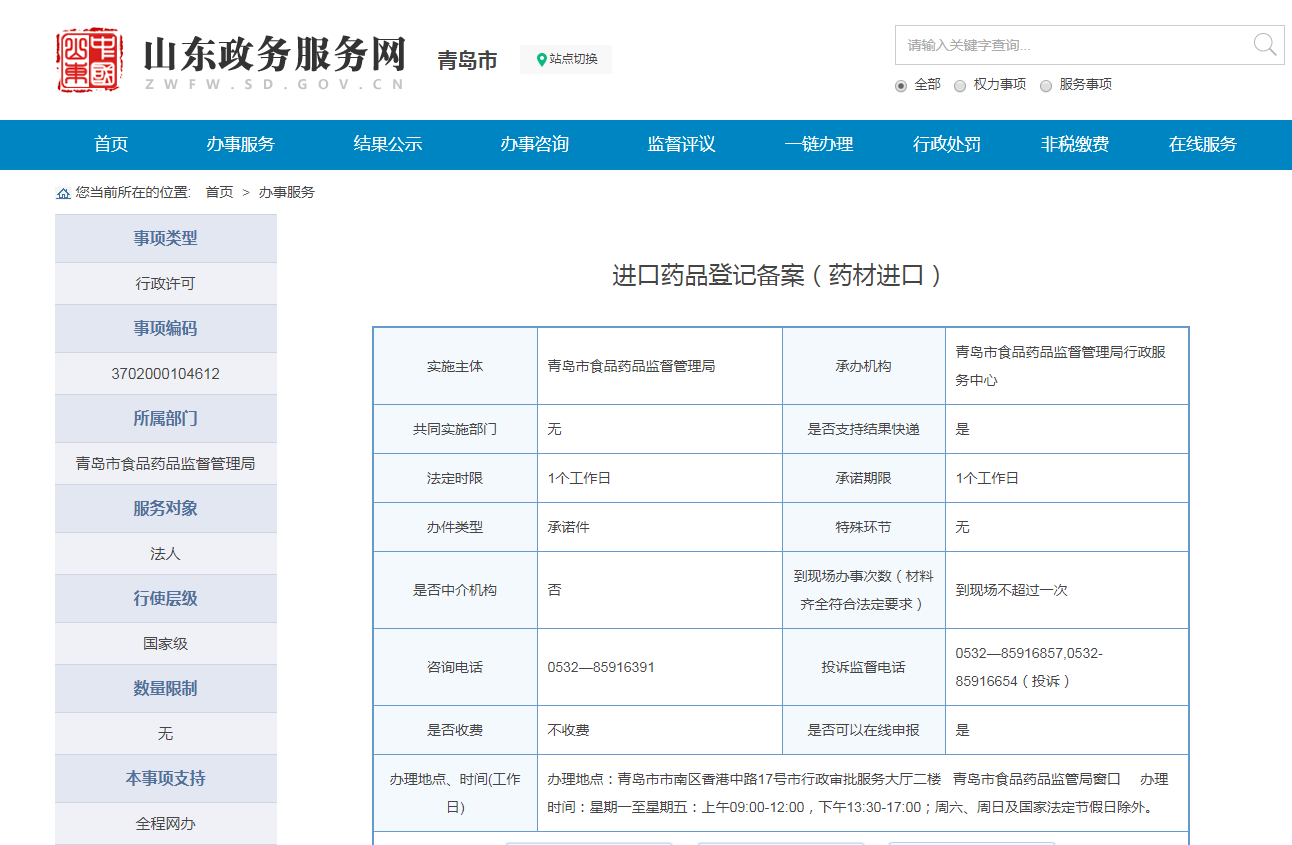 山东政务服务网
ZWFW.SD.GOV.CN
青岛市
站点切换
请输入关键字查询...
全部 权力事项 服务事项
首页 办事服务 结果公示 办事咨询 监督评议 一链办理 行政处罚 非税缴费 在线服务
您当前所在的位置: 首页 > 办事服务
事项类型
行政许可
事项编码
3702000104612
所属部门
青岛市食品药品监督管理局
服务对象
法人
行使层级
国家级
数量限制
无
本事项支持
全程网办
进口药品登记备案（药材进口）
实施主体 青岛市食品药品监督管理局 承办机构 青岛市食品药品监督管理局行政服
务中心
共同实施部门 无 是否支持结果快递 是
法定时限 1个工作日 承诺期限 1个工作日
办件类型 承诺件 特殊环节 无
是否中介机构 否 到现场办事次数（材料
齐全符合法定要求） 到现场不超过一次
咨询电话 0532—85916391 投诉监督电话 0532—85916857,0532-
85916654（投诉）
是否收费 不收费 是否可以在线申报 是
办理地点、时间(工作
日) 办理地点：青岛市市南区香港中路17号市行政审批服务大厅二楼 青岛市食品药品监管局窗口 办理
时间：星期一至星期五：上午09:00-12:00，下午13:30-17:00；周六、周日及国家法定节假日除外。